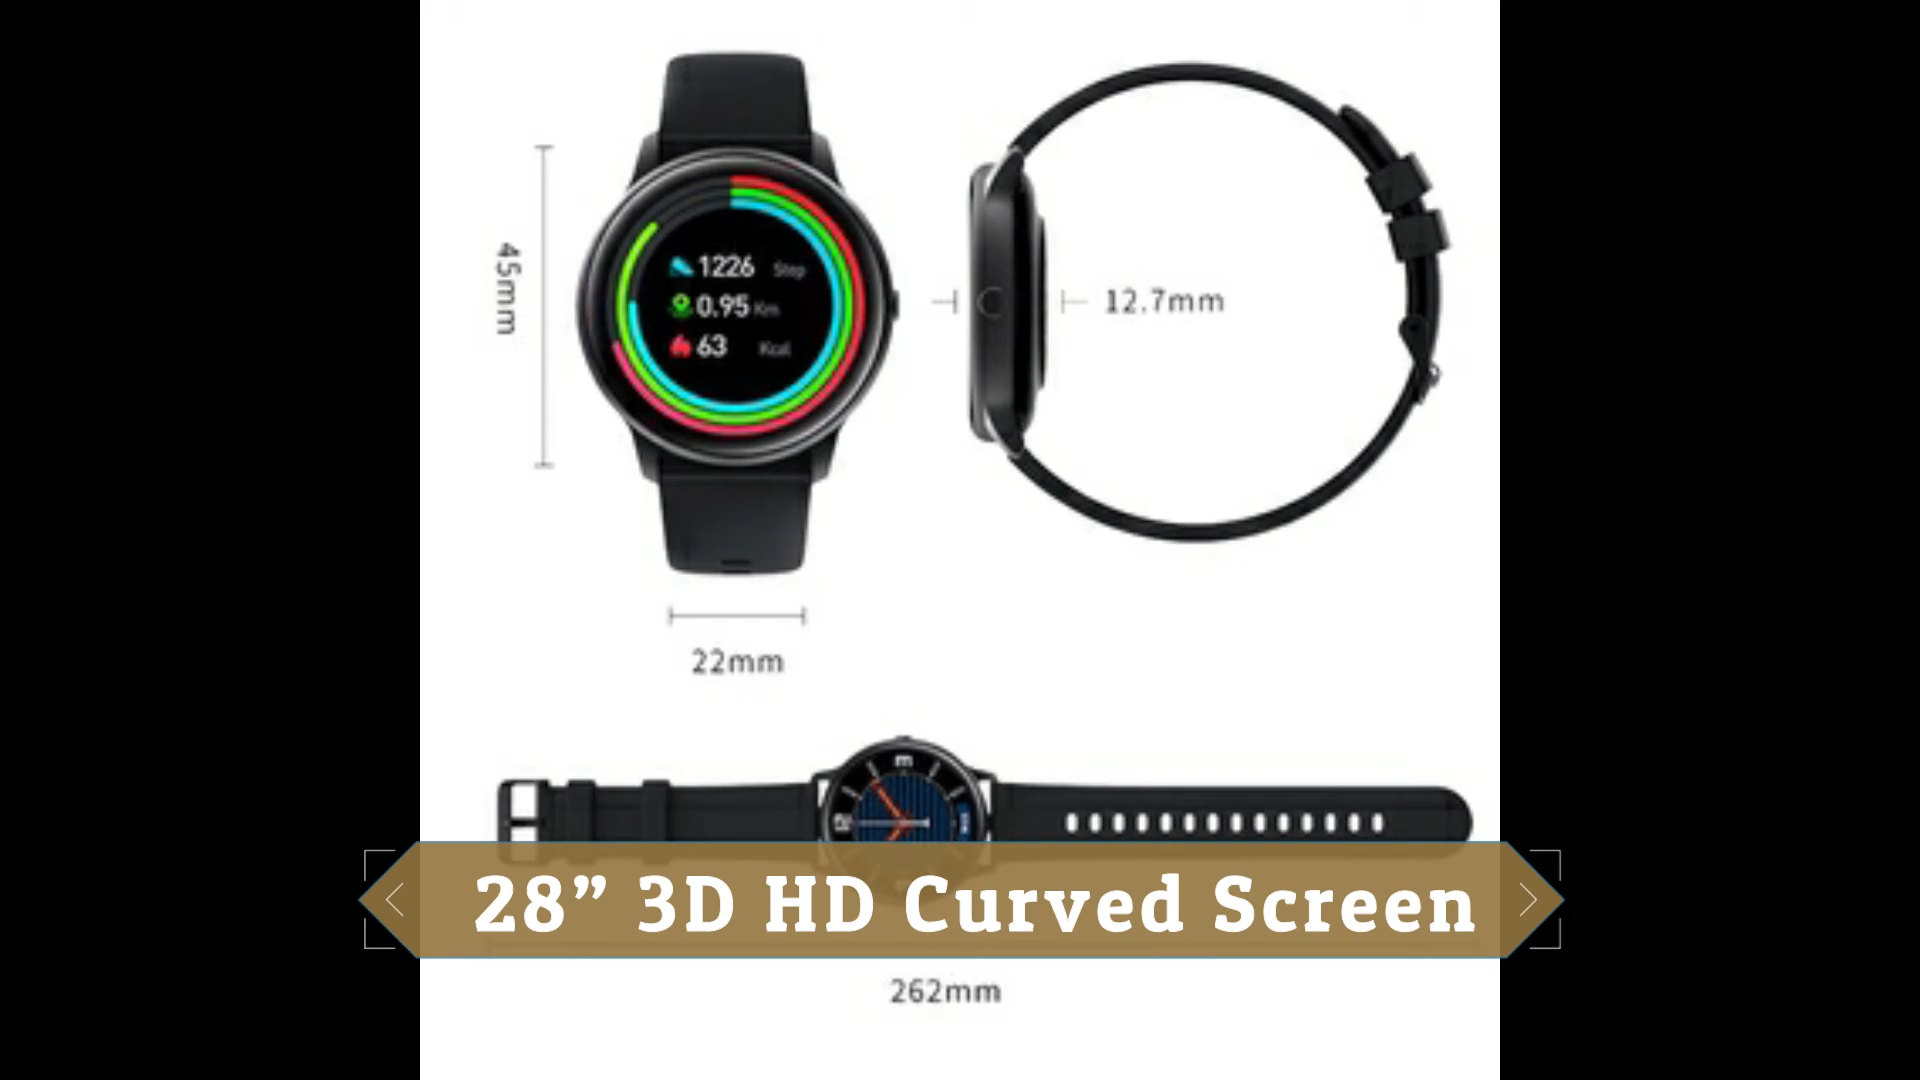 45mm
1226 Step
0.95 Km
63 Kcal
12.7mm
22mm
28” 3D HD Curved Screen
262mm